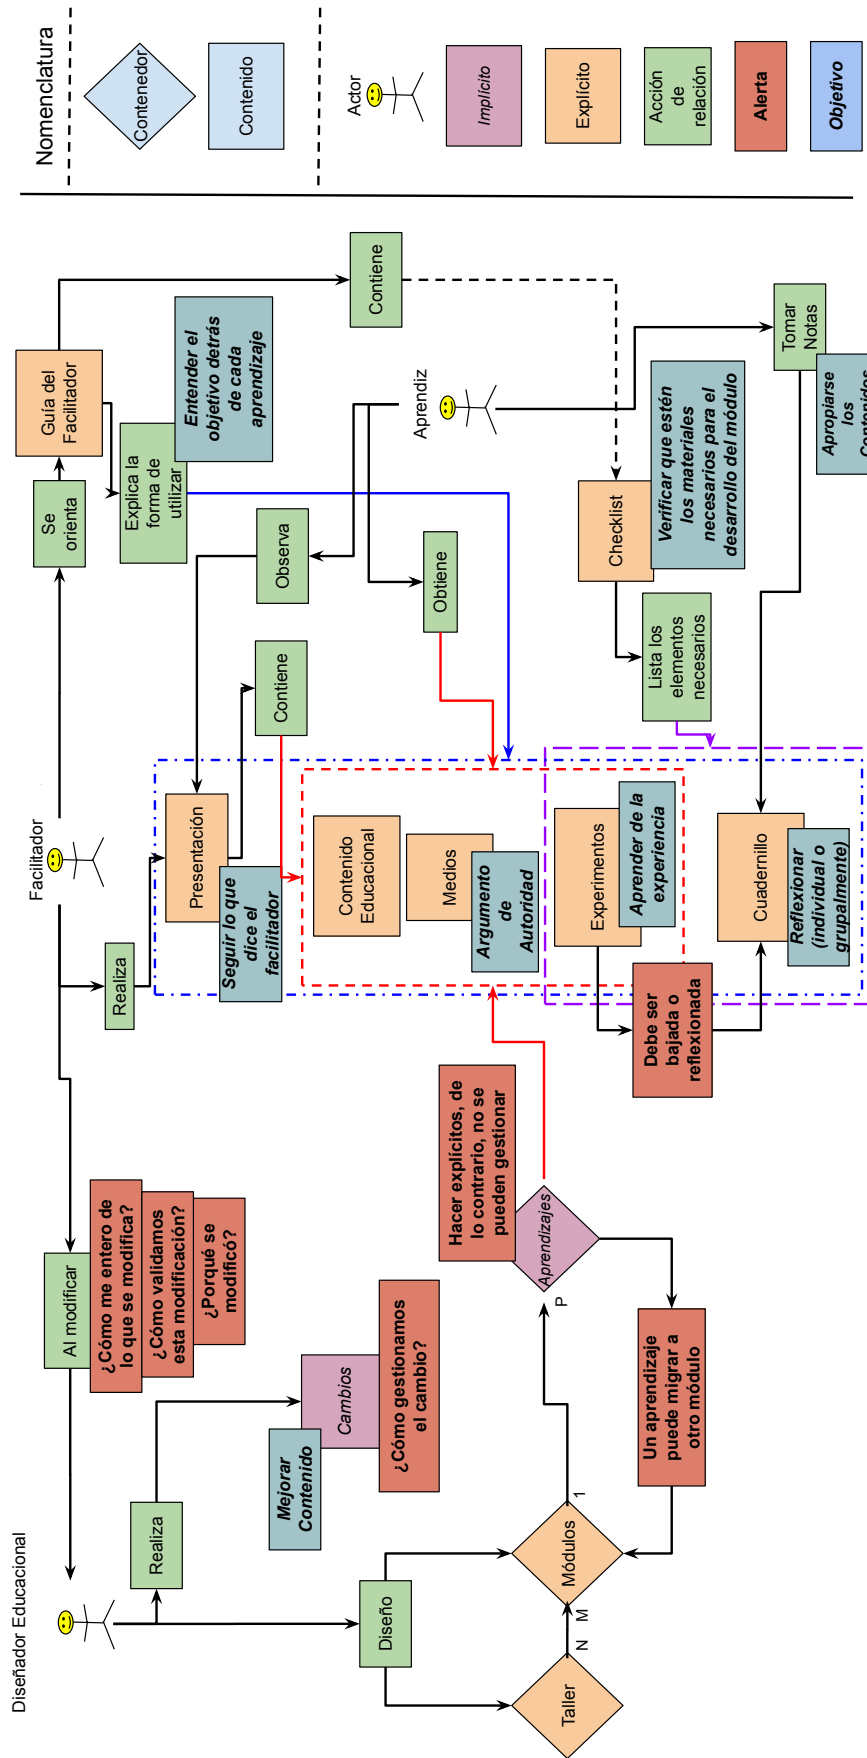 Diseñador Educacional
Facilitador
Aprendiz
Nomenclatura
Contenedor
Contenido
Actor
Implícito
Explícito
Acción
de
relación
Alerta
Objetivo
Al modificar
¿Cómo me entero de
lo que se modifica?
¿Cómo validamos
esta modificación?
¿Porqué se
modificó?
Realiza
Mejorar
Contenido
Cambios
¿Cómo gestionamos
el cambio?
Diseño
Taller
N
M
Módulos
1
P
Aprendizajes
Hacer explícitos, de
lo contrario, no se
pueden gestionar
Un aprendizaje
puede migrar a
otro módulo
Realiza
Presentación
Seguir lo que
dice el
facilitador
Contiene
Contenido
Educacional
Medios
Argumento
de
Autoridad
Experimentos
Aprender de la
experiencia
Debe ser
bajada o
reflexionada
Cuadernillo
Reflexionar
(individual o
grupalmente)
Se
orienta
Guía del
Facilitador
Explica la
forma de
utilizar
Entender el
objetivo detrás
de cada
aprendizaje
Contiene
Observa
Obtiene
Checklist
Verificar que estén
los materiales
necesarios para el
desarrollo del módulo
Lista los
elementos
necesarios
Tomar
Notas
Apropiarse
los
Contenidos